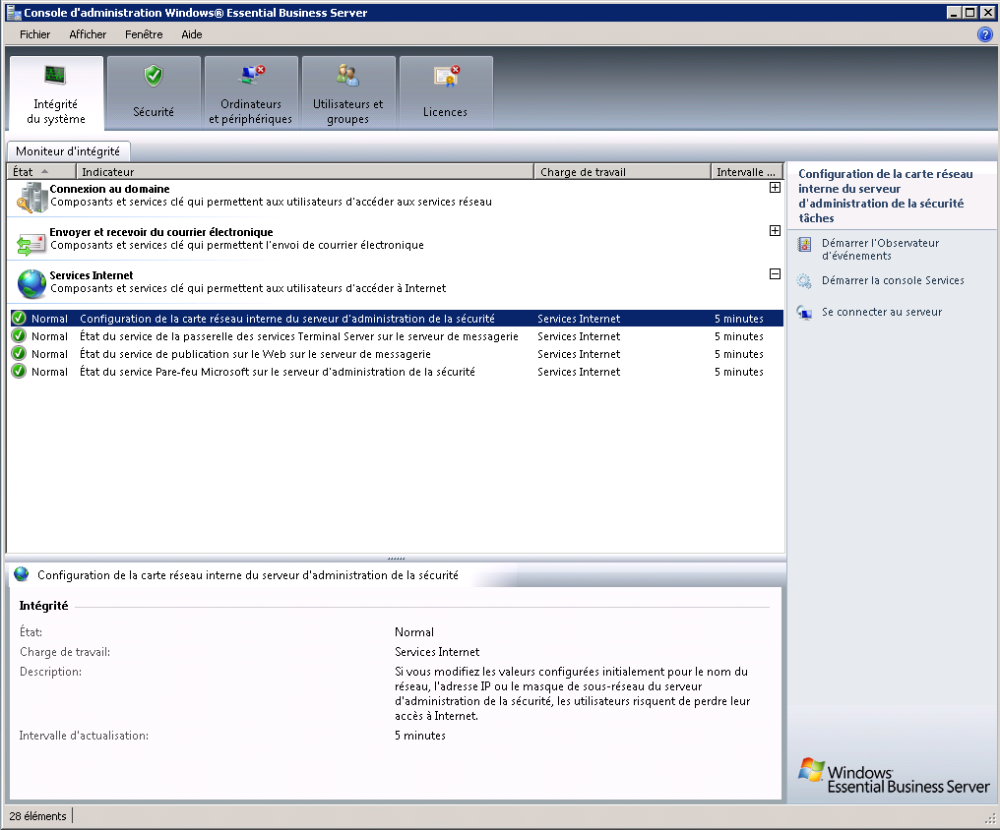 Console d'administration Windows® Essential Business Server
Fichier Afficher Fenêtre Aide
Intégrité
du système
Sécurité
Ordinateurs
et périphériques
Utilisateurs et
groupes
Licences
Moniteur d'intégrité
État Indicateur Charge de travail Intervalle ...
Connexion au domaine
Composants et services clé qui permettent aux utilisateurs d'accéder aux services réseau
Envoyer et recevoir du courrier électronique
Composants et services clé qui permettent l'envoi de courrier électronique
Services Internet
Composants et services clé qui permettent aux utilisateurs d'accéder à Internet
Normal Configuration de la carte réseau interne du serveur d'administration de la sécurité Services Internet 5 minutes
Normal État du service de la passerelle des services Terminal Server sur le serveur de messagerie Services Internet 5 minutes
Normal État du service de publication sur le Web sur le serveur de messagerie Services Internet 5 minutes
Normal État du service Pare-feu Microsoft sur le serveur d'administration de la sécurité Services Internet 5 minutes
Configuration de la carte réseau
interne du serveur
d'administration de la sécurité
tâches
Démarrer l'Observateur
d'événements
Démarrer la console Services
Se connecter au serveur
Configuration de la carte réseau interne du serveur d'administration de la sécurité
Intégrité
État: Normal
Charge de travail: Services Internet
Description: Si vous modifiez les valeurs configurées initialement pour le nom du
réseau, l'adresse IP ou le masque de sous-réseau du serveur
d'administration de la sécurité, les utilisateurs risquent de perdre leur
accès à Internet.
Intervalle d'actualisation: 5 minutes
Windows
Essential Business Server
28 éléments